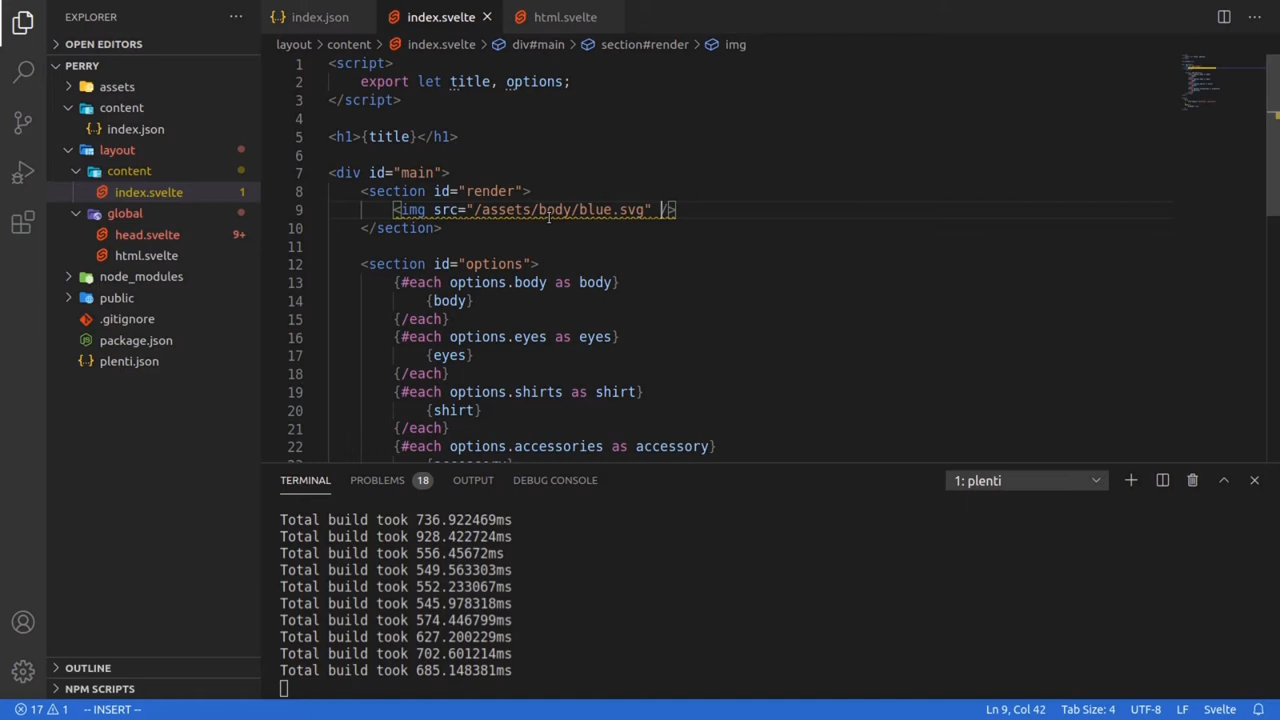 EXPLORER
OPEN EDITORS
PERRY
assets
content
index.json
layout
content
index.svelte 1
global
head.svelte 9+
html.svelte
node_modules
public
.gitignore
package.json
plenti.json
OUTLINE
NPM SCRIPTS
index.json index.svelte html.svelte
layout > content > index.svelte > div#main > section#render > img
1 <script>
2 export let title, options;
3 </script>
4
5 <h1>{title}</h1>
6
7 <div id="main">
8 <section id="render">
9 <img src="/assets/body/blue.svg" />
10 </section>
11
12 <section id="options">
13 {#each options.body as body}
14 {body}
15 {/each}
16 {#each options.eyes as eyes}
17 {eyes}
18 {/each}
19 {#each options.shirts as shirt}
20 {shirt}
21 {/each}
22 {#each options.accessories as accessory}
TERMINAL PROBLEMS 18 OUTPUT DEBUG CONSOLE 1: plenti
Total build took 736.922469ms
Total build took 928.422724ms
Total build took 556.45672ms
Total build took 549.563303ms
Total build took 552.233067ms
Total build took 545.978318ms
Total build took 574.446799ms
Total build took 627.200229ms
Total build took 702.601214ms
Total build took 685.148381ms
17 1 -- INSERT -- Ln 9, Col 42 Tab Size: 4 UTF-8 LF Svelte